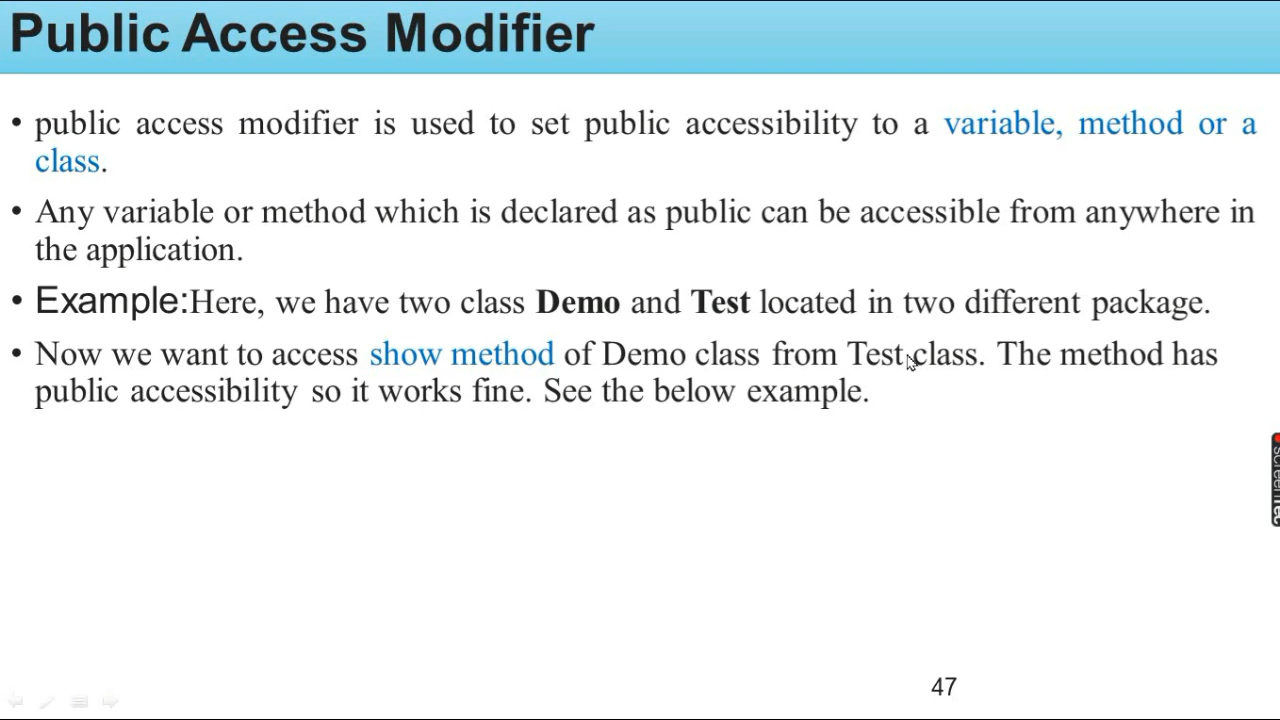 Public Access Modifier
• public access modifier is used to set public accessibility to a variable, method or a
class.
• Any variable or method which is declared as public can be accessible from anywhere in
the application.
• Example:Here, we have two class Demo and Test located in two different package.
• Now we want to access show method of Demo class from Test class. The method has
public accessibility so it works fine. See the below example.
47